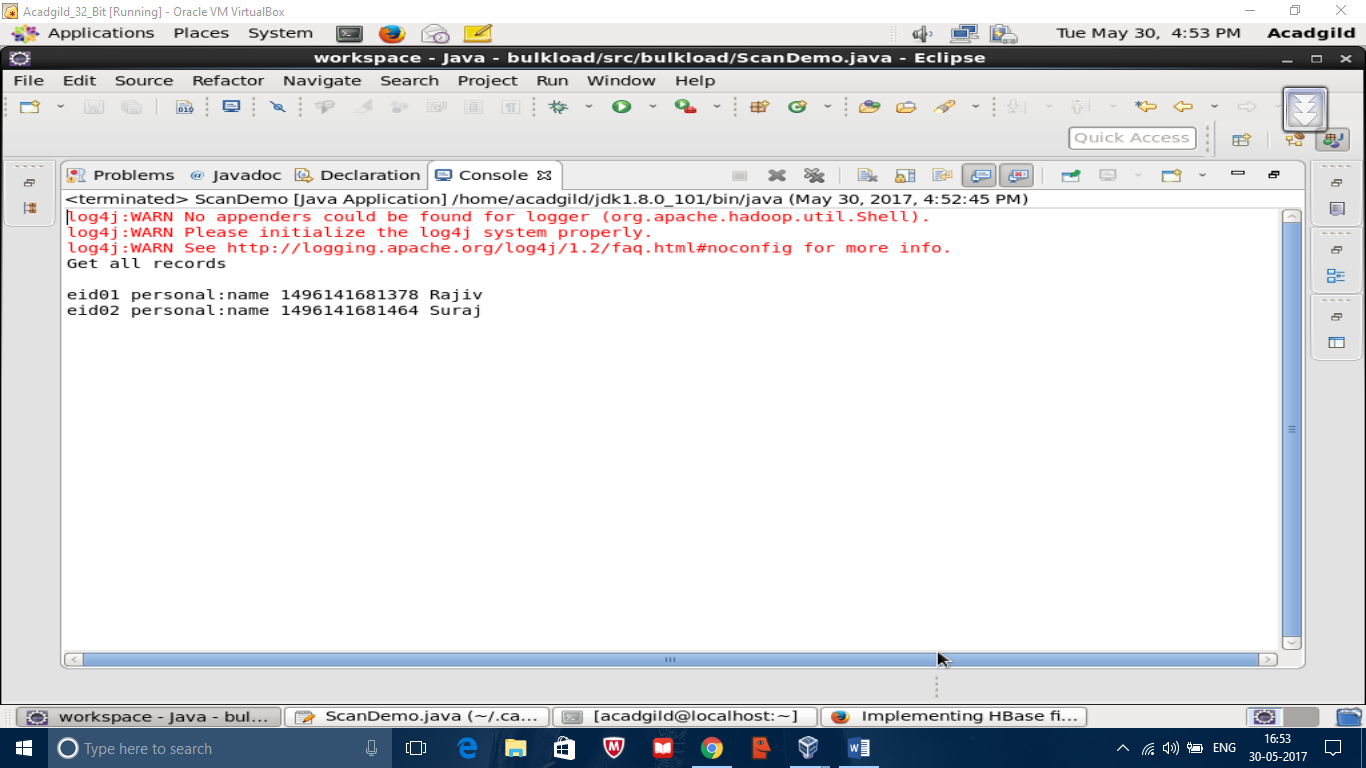 Acadgild_32_Bit [Running] - Oracle VM VirtualBox
Applications Places System Tue May 30, 4:53 PM Acadgild
workspace - Java - bulkload/src/bulkload/ScanDemo.java - Eclipse
File Edit Source Refactor Navigate Search Project Run Window Help
Quick Access
Problems @ Javadoc Declaration Console
<terminated> ScanDemo [Java Application] /home/acadgild/jdk1.8.0_101/bin/java (May 30, 2017, 4:52:45 PM)
log4j:WARN No appenders could be found for logger (org.apache.hadoop.util.Shell).
log4j:WARN Please initialize the log4j system properly.
log4j:WARN See http://logging.apache.org/log4j/1.2/faq.html#noconfig for more info.
Get all records
eid01 personal:name 1496141681378 Rajiv
eid02 personal:name 1496141681464 Suraj
workspace - Java - bul... ScanDemo.java (~/.ca... [acadgild@localhost:~] Implementing HBase fi...
Type here to search ENG 16:53
30-05-2017